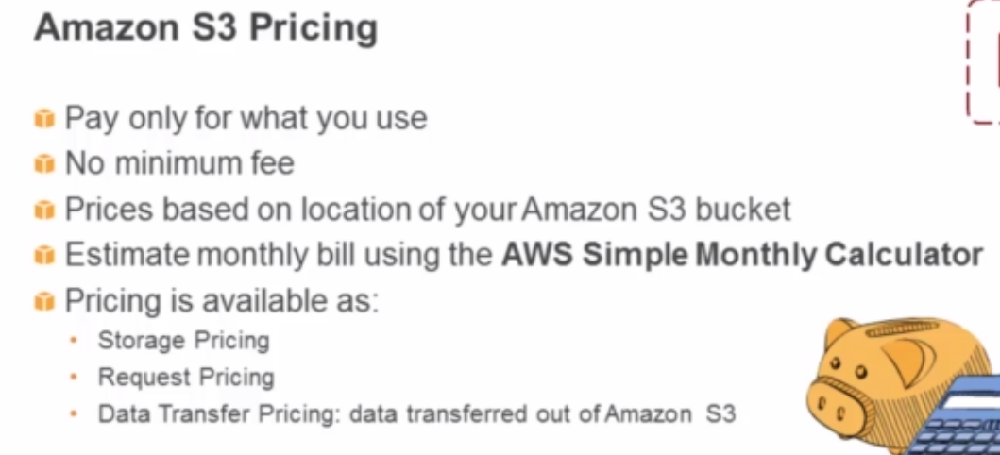 Amazon S3 Pricing
Pay only for what you use
No minimum fee
Prices based on location of your Amazon S3 bucket
Estimate monthly bill using the AWS Simple Monthly Calculator
Pricing is available as:
Storage Pricing
Request Pricing
Data Transfer Pricing: data transferred out of Amazon S3